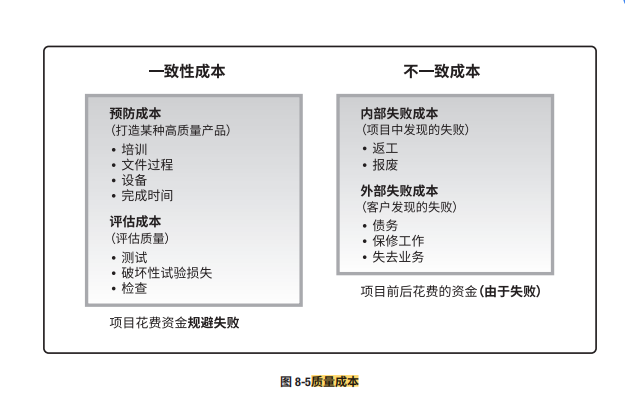 一致性成本
预防成本
（打造某种高质量产品）
• 培训
• 文件过程
• 设备
• 完成时间
评估成本
（评估质量）
• 测试
• 破坏性试验损失
• 检查
项目花费资金规避失败
不一致成本
内部失败成本
（项目中发现的失败）
• 返工
• 报废
外部失败成本
（客户发现的失败）
• 债务
• 保修工作
• 失去业务
项目前后花费的资金（由于失败）
图 8-5质量成本